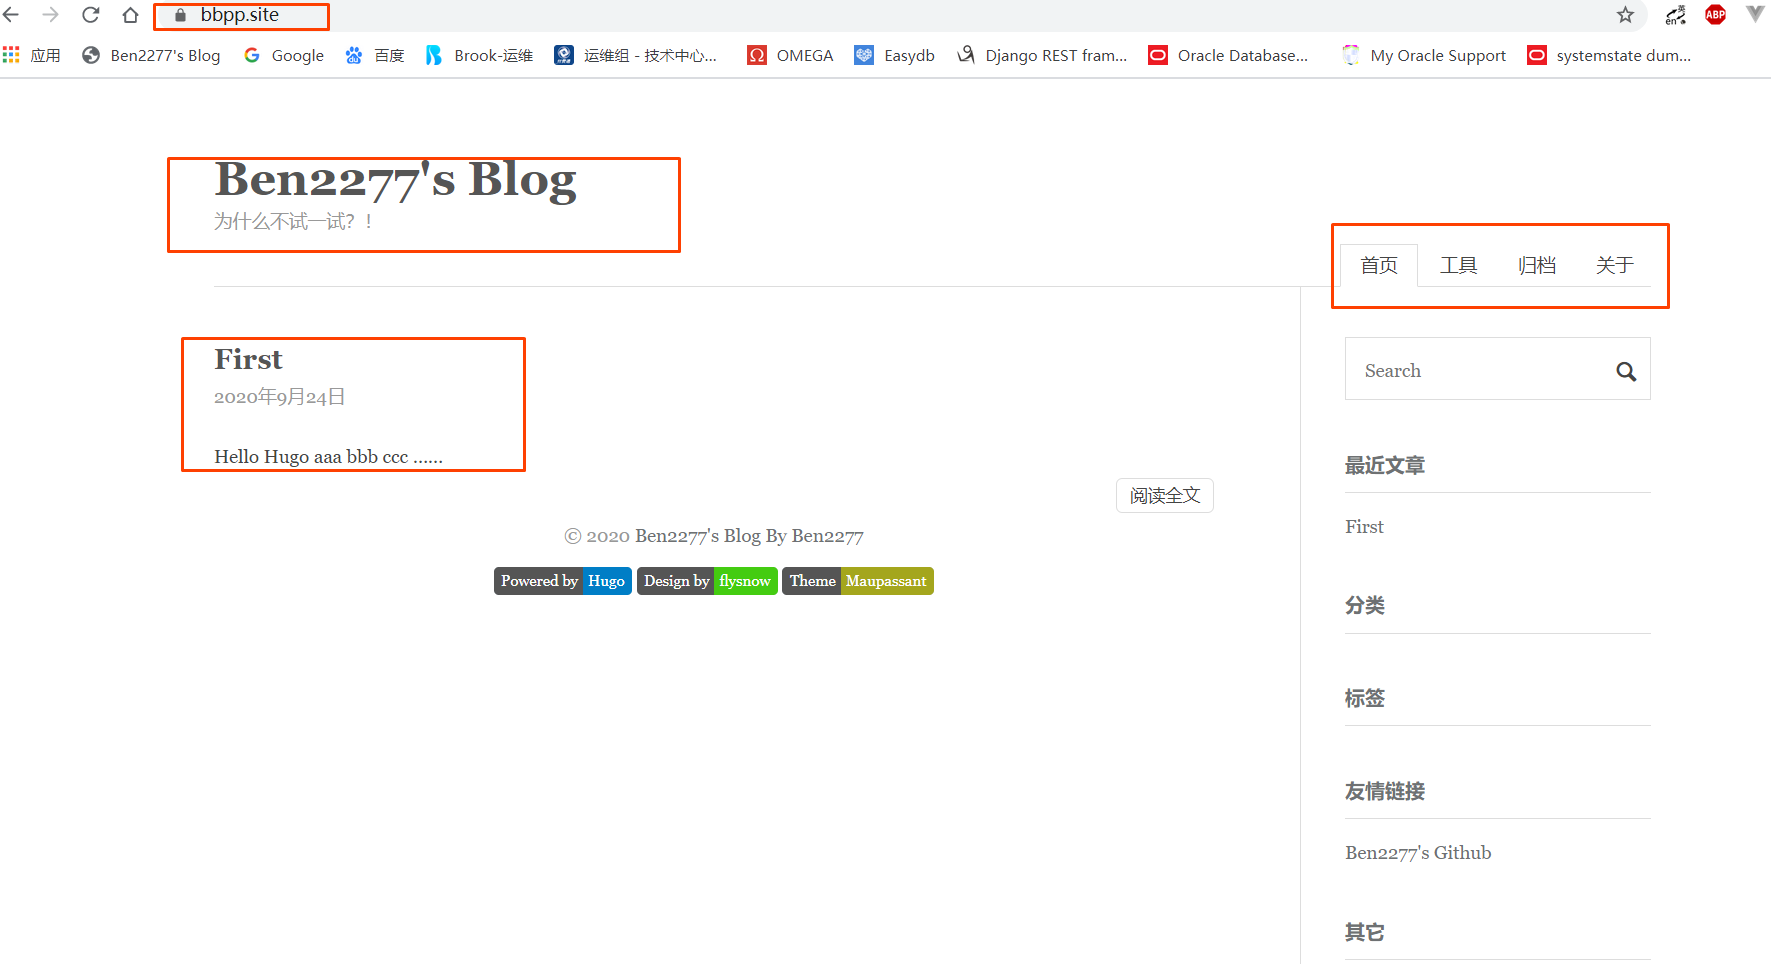 bbpp.site
应用 Ben2277's Blog Google 百度 Brook-运维 运维组 - 技术中心... OMEGA Easydb Django REST fram... Oracle Database... My Oracle Support systemstate dum...
Ben2277's Blog
为什么不试一试？！
首页 工具 归档 关于
First
2020年9月24日
Hello Hugo aaa bbb ccc ......
阅读全文
© 2020 Ben2277's Blog By Ben2277
Powered by Hugo Design by flysnow Theme Maupassant
Search
最近文章
First
分类
标签
友情链接
Ben2277's Github
其它